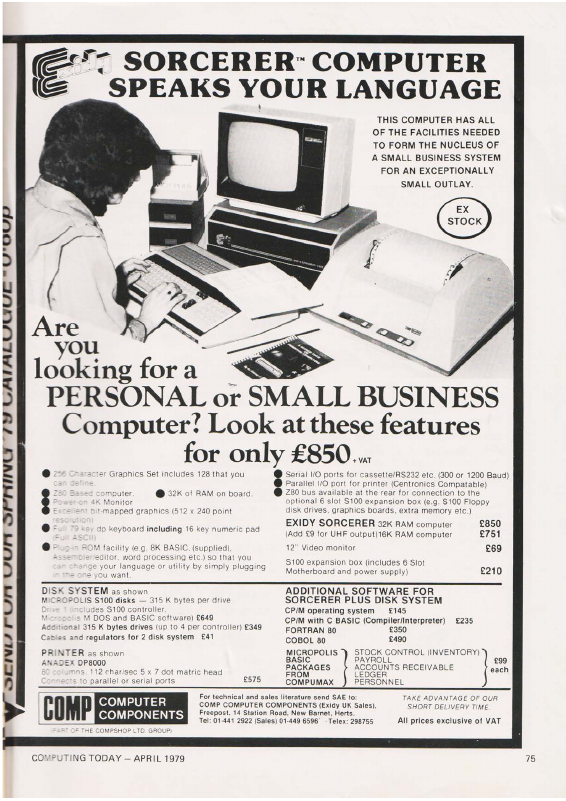 Exidy SORCERER™ COMPUTER
SPEAKS YOUR LANGUAGE
THIS COMPUTER HAS ALL
OF THE FACILITIES NEEDED
TO FORM THE NUCLEUS OF
A SMALL BUSINESS SYSTEM
FOR AN EXCEPTIONALLY
SMALL OUTLAY.
EX
STOCK
Are
you
looking for a
PERSONAL or SMALL BUSINESS
Computer? Look at these features
for only £850 + VAT
● 256 Character Graphics Set includes 128 that you
can define.
● Z80 Based computer. ● 32K of RAM on board.
● Power-on 4K Monitor
● Excellent bit-mapped graphics (512 x 240 point
resolution)
● Full 79 key dp keyboard including 16 key numeric pad
(Full ASCII)
● Plug-in ROM facility (e.g. 8K BASIC, (supplied),
Assembler/editor, word processing etc.) so that you
can change your language or utility by simply plugging
in the one you want.
● Serial I/O ports for cassette/RS232 etc. (300 or 1200 Baud)
● Parallel I/O port for printer (Centronics Compatable)
● Z80 bus available at the rear for connection to the
optional 6 slot S100 expansion box (e.g. S100 Floppy
disk drives, graphics boards, extra memory etc.)
EXIDY SORCERER 32K RAM computer £850
(Add £9 for UHF output) 16K RAM computer £751
12" Video monitor £69
S100 expansion box (includes 6 Slot
Motherboard and power supply) £210
DISK SYSTEM as shown
MICROPOLIS S100 disks — 315 K bytes per drive
Drive 1 (includes S100 controller.
Micropolis M DOS and BASIC software) £649
Additional 315 K bytes drives (up to 4 per controller) £349
Cables and regulators for 2 disk system £41
PRINTER as shown
ANADEX DP8000
80 columns, 112 char/sec 5 x 7 dot matric head
Connects to parallel or serial ports £575
ADDITIONAL SOFTWARE FOR
SORCERER PLUS DISK SYSTEM
CP/M operating system £145
CP/M with C BASIC (Compiler/Interpreter) £235
FORTRAN 80 £350
COBOL 80 £490
MICROPOLIS STOCK CONTROL (INVENTORY)
BASIC PAYROLL
PACKAGES ACCOUNTS RECEIVABLE £99
FROM LEDGER each
COMPUMAX PERSONNEL
COMP COMPUTER
COMPONENTS
(PART OF THE COMPSHOP LTD. GROUP)
For technical and sales literature send SAE to:
COMP COMPUTER COMPONENTS (Exidy UK Sales),
Freepost, 14 Station Road, New Barnet, Herts.
Tel: 01-441 2922 (Sales) 01-449 6596 Telex: 298755
TAKE ADVANTAGE OF OUR
SHORT DELIVERY TIME.
All prices exclusive of VAT
COMPUTING TODAY — APRIL 1979
75
SEND FOR OUR SPRING '79 CATALOGUE